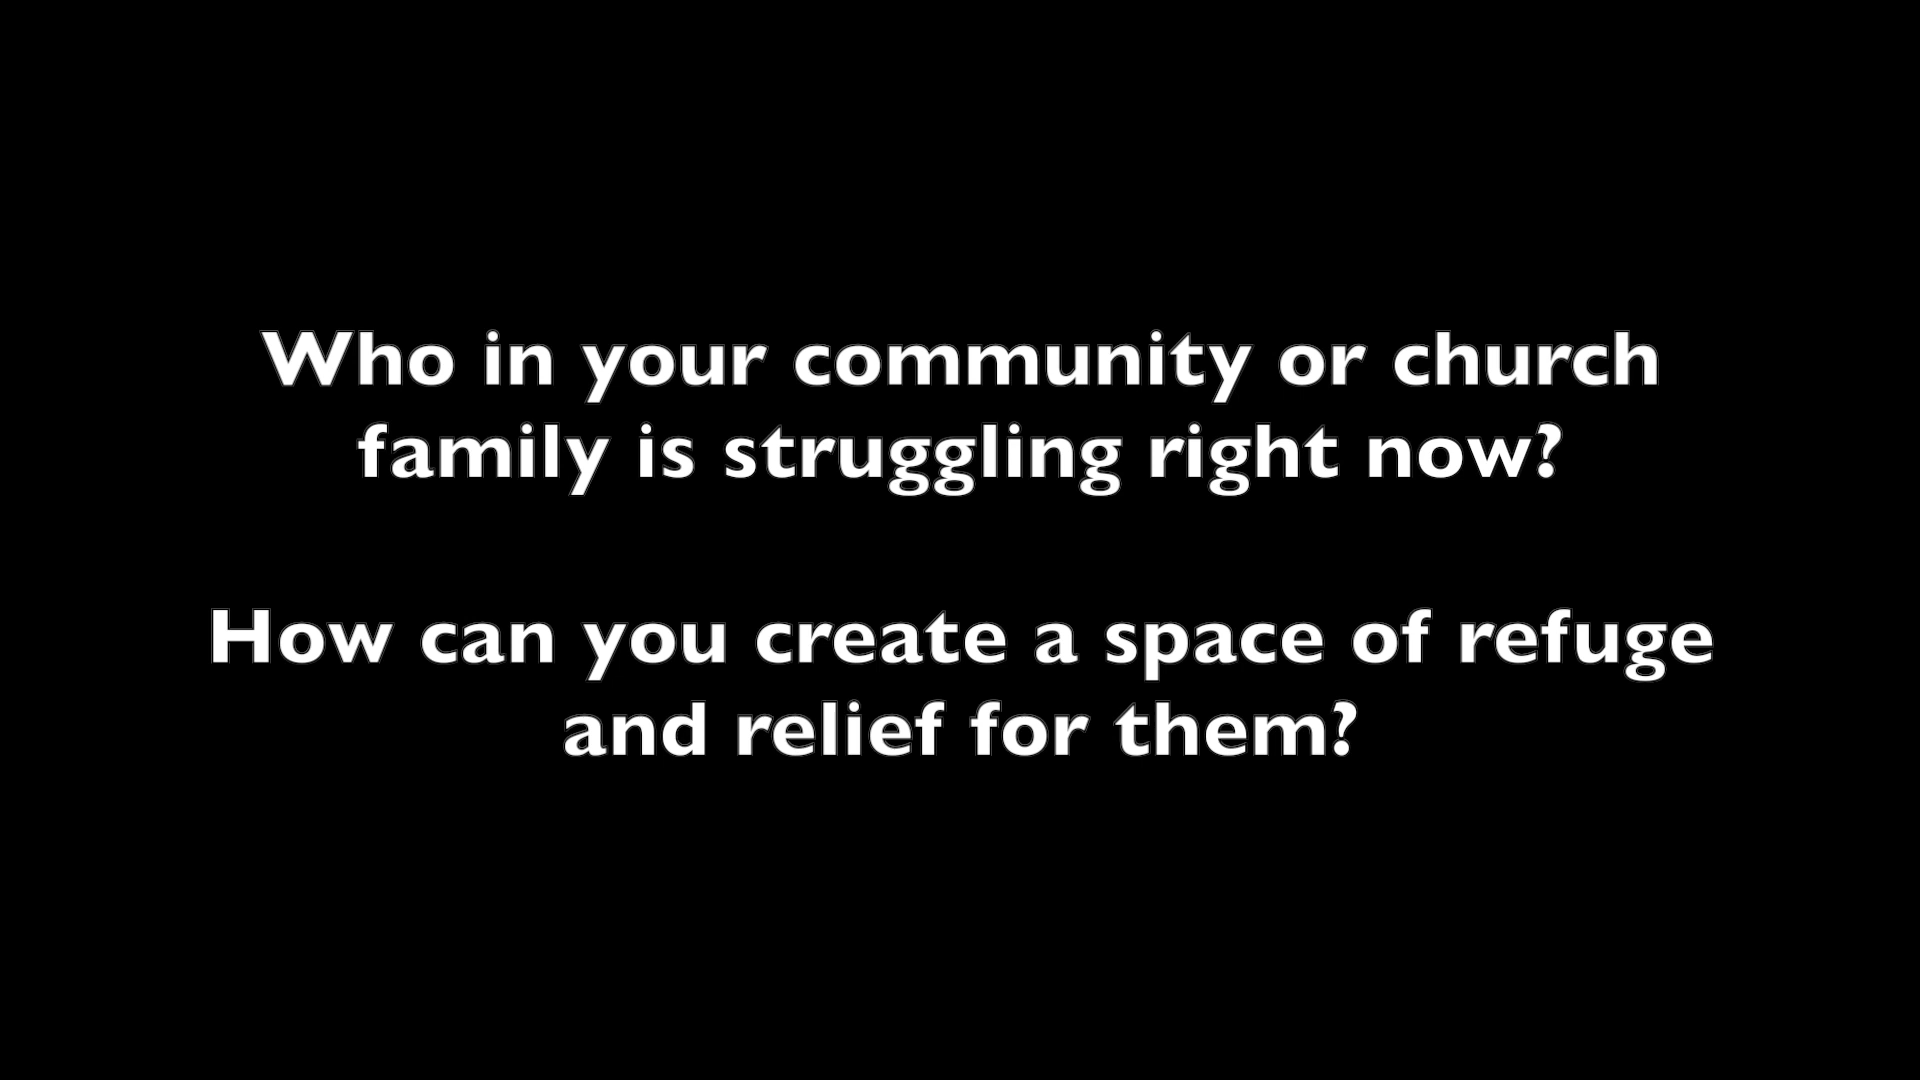 Who in your community or church
family is struggling right now?
How can you create a space of refuge
and relief for them?